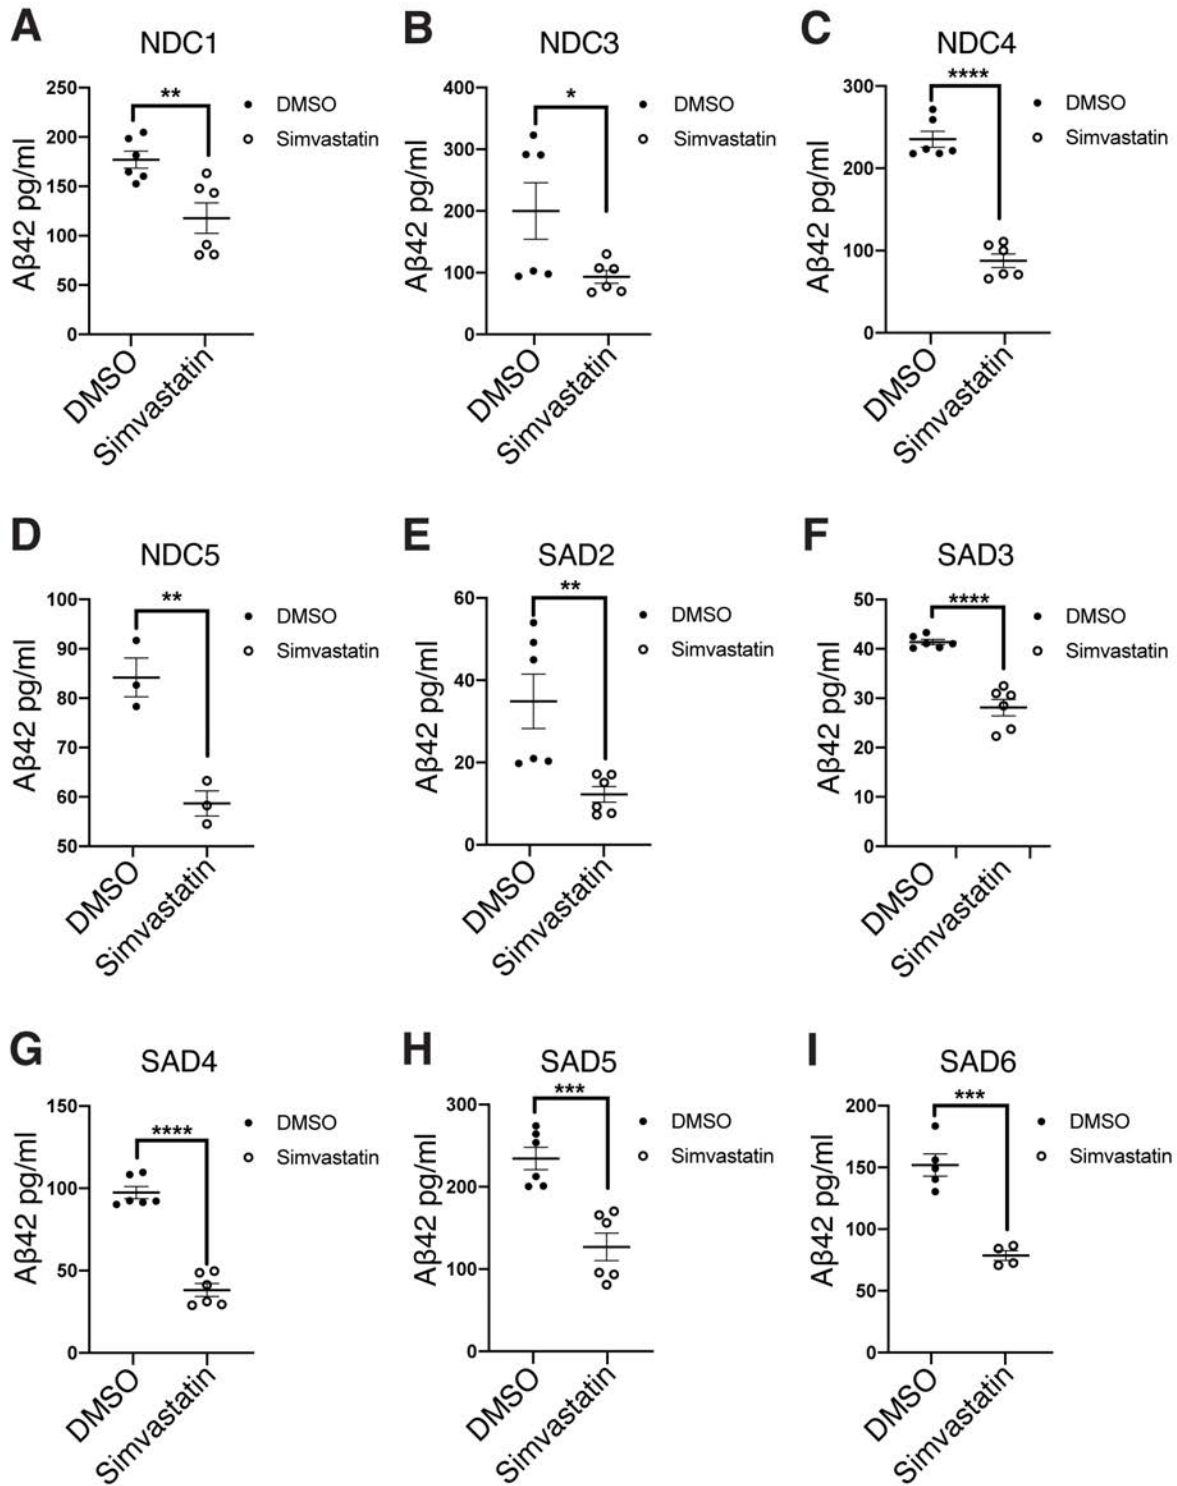 A
NDC1
Aβ42 pg/ml
250
200
150
100
50
0
**
DMSO
Simvastatin
DMSO
Simvastatin
B
NDC3
Aβ42 pg/ml
400
300
200
100
0
*
DMSO
Simvastatin
DMSO
Simvastatin
C
NDC4
Aβ42 pg/ml
300
200
100
0
****
DMSO
Simvastatin
DMSO
Simvastatin
D
NDC5
Aβ42 pg/ml
100
90
80
70
60
50
**
DMSO
Simvastatin
DMSO
Simvastatin
E
SAD2
Aβ42 pg/ml
60
40
20
0
**
DMSO
Simvastatin
DMSO
Simvastatin
F
SAD3
Aβ42 pg/ml
50
40
30
20
10
0
****
DMSO
Simvastatin
DMSO
Simvastatin
G
SAD4
Aβ42 pg/ml
150
100
50
0
****
DMSO
Simvastatin
DMSO
Simvastatin
H
SAD5
Aβ42 pg/ml
300
200
100
0
***
DMSO
Simvastatin
DMSO
Simvastatin
I
SAD6
Aβ42 pg/ml
200
150
100
50
0
***
DMSO
Simvastatin
DMSO
Simvastatin